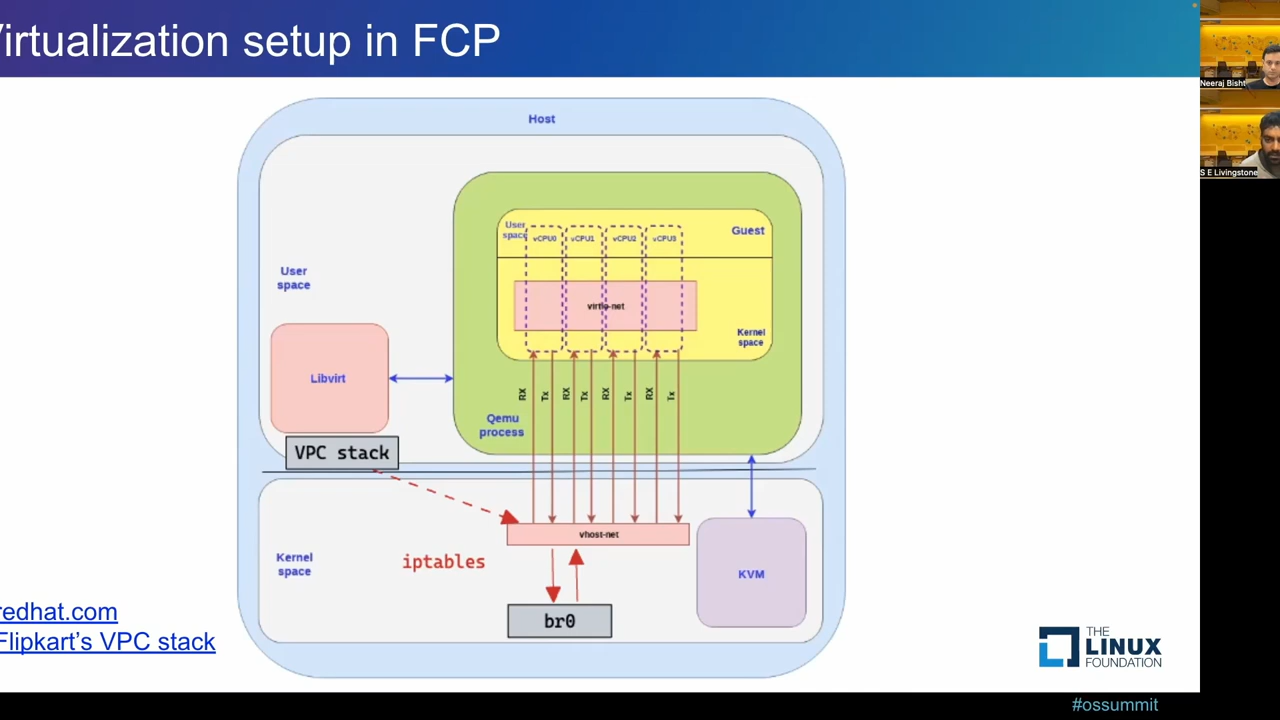 Virtualization setup in FCP
Neeraj Bisht
S E Livingstone
Host
User
space
vCPU0
vCPU1
vCPU2
vCPU3
Guest
User
space
virtio-net
Kernel
space
Libvirt
RX
Tx
RX
Tx
RX
Tx
RX
Tx
Qemu
process
VPC stack
vhost-net
iptables
Kernel
space
KVM
br0
redhat.com
Flipkart's VPC stack
THE
LINUX
FOUNDATION
#ossummit